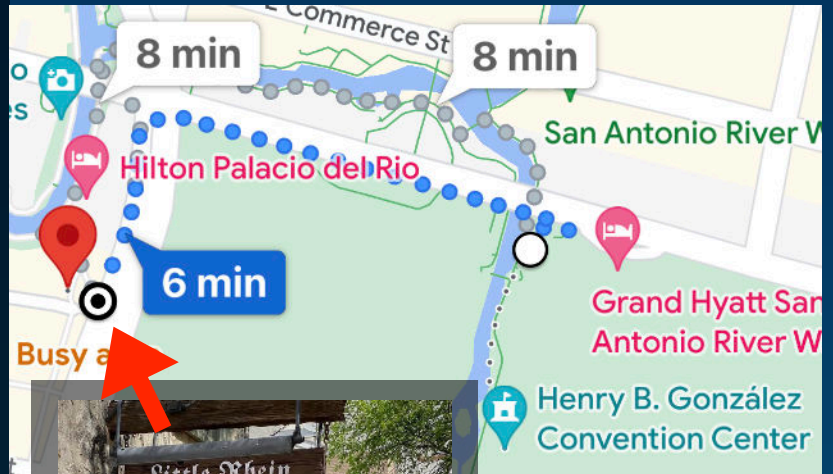 Commerce St
8 min
8 min
San Antonio River W
Hilton Palacio del Rio
6 min
Grand Hyatt San
Antonio River W
Busy a
Henry B. González
Convention Center
Little Rhein